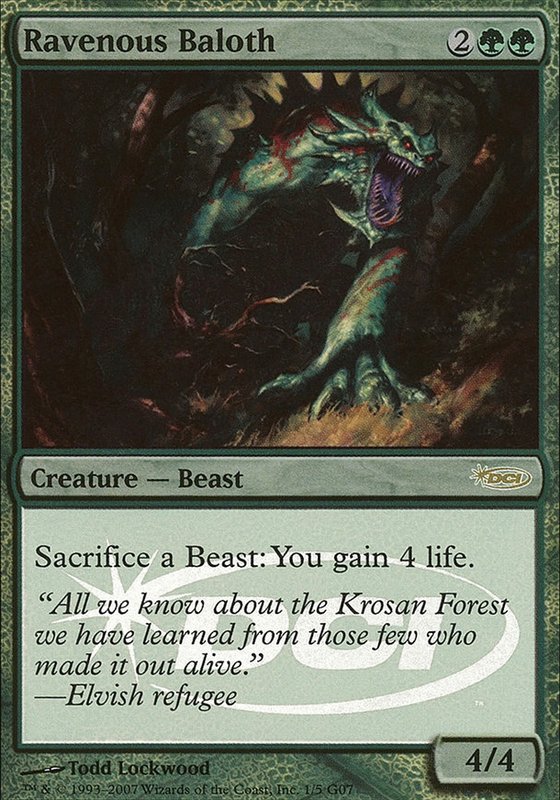 Ravenous Baloth 2
Creature — Beast DCI
Sacrifice a Beast: You gain 4 life.
“All we know about the Krosan Forest
we have learned from those few who
made it out alive.”
—Elvish refugee
DCI
™
4/4
Todd Lockwood
™ & © 1993–2007 Wizards of the Coast, Inc. 1/5 G07